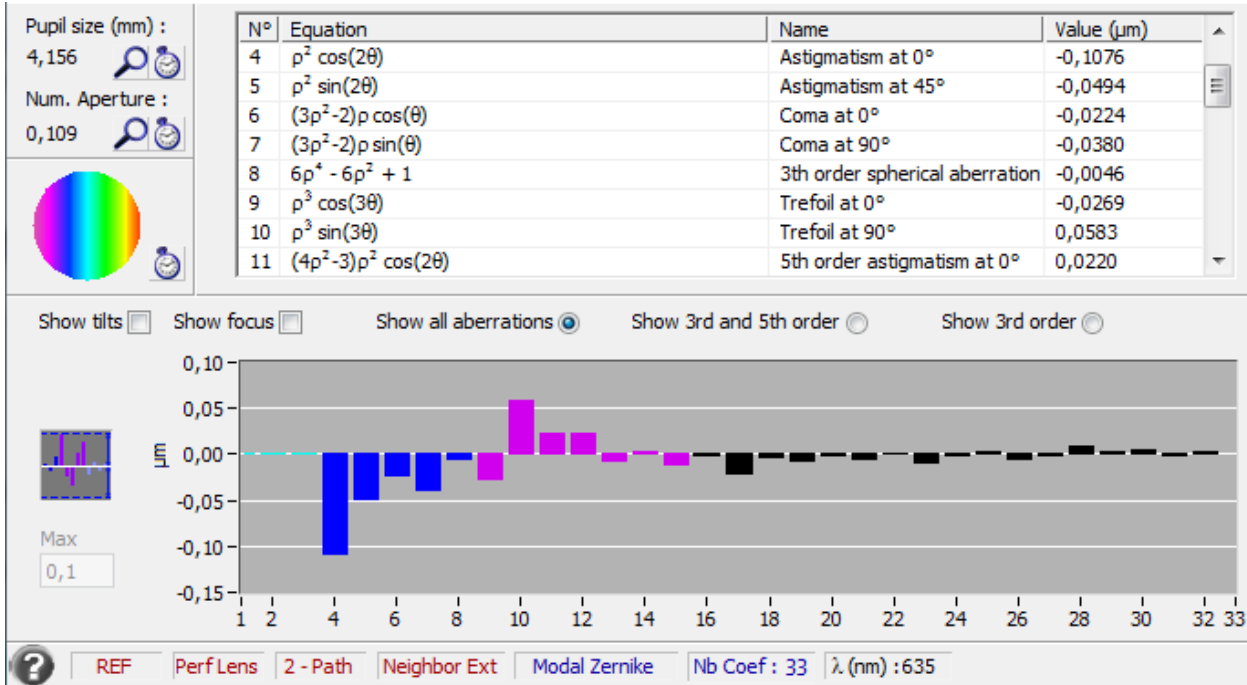 Pupil size (mm) :
4,156
Num. Aperture :
0,109
N° Equation Name Value (µm)
4 ρ² cos(2θ) Astigmatism at 0° -0,1076
5 ρ² sin(2θ) Astigmatism at 45° -0,0494
6 (3ρ²-2)ρ cos(θ) Coma at 0° -0,0224
7 (3ρ²-2)ρ sin(θ) Coma at 90° -0,0380
8 6ρ⁴ - 6ρ² + 1 3th order spherical aberration -0,0046
9 ρ³ cos(3θ) Trefoil at 0° -0,0269
10 ρ³ sin(3θ) Trefoil at 90° 0,0583
11 (4ρ²-3)ρ² cos(2θ) 5th order astigmatism at 0° 0,0220
Show tilts Show focus Show all aberrations Show 3rd and 5th order Show 3rd order
0,10
0,05
0,00
-0,05
-0,10
-0,15
µm
Max
0,1
1 2 4 6 8 10 12 14 16 18 20 22 24 26 28 30 32 33
? REF Perf Lens 2 - Path Neighbor Ext Modal Zernike Nb Coef : 33 λ (nm) :635